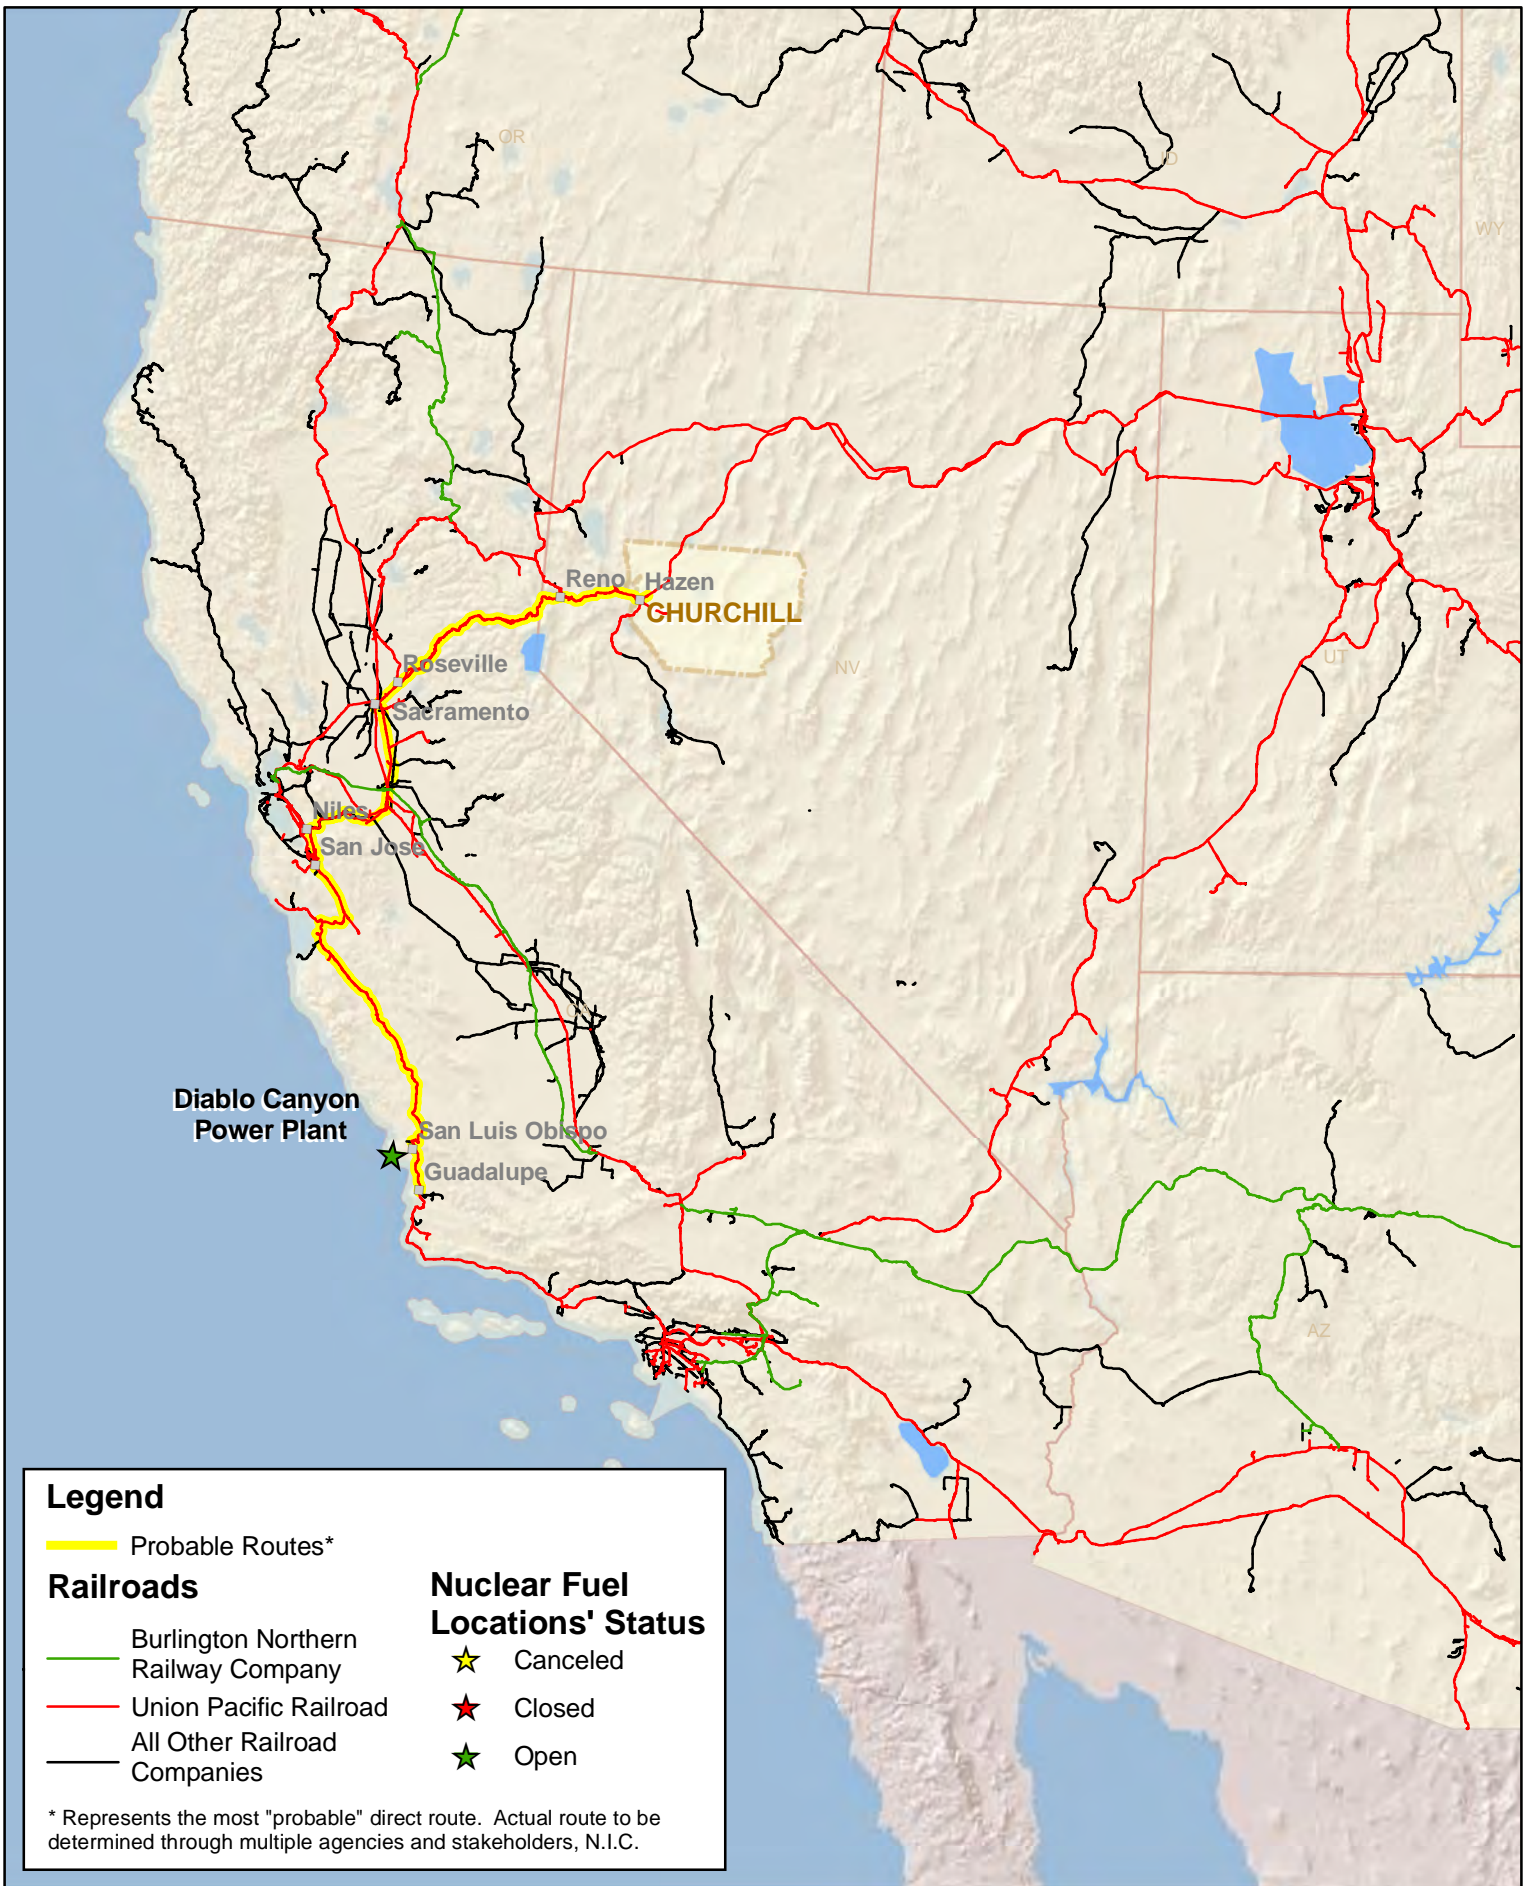 OR
ID
WY
Reno
Hazen
CHURCHILL
Roseville
NV
UT
Sacramento
Niles
San Jose
CA
Diablo Canyon
Power Plant
San Luis Obispo
Guadalupe
AZ
Legend
Probable Routes*
Railroads
Burlington Northern
Railway Company
Union Pacific Railroad
All Other Railroad
Companies
Nuclear Fuel
Locations' Status
Canceled
Closed
Open
* Represents the most "probable" direct route. Actual route to be
determined through multiple agencies and stakeholders, N.I.C.